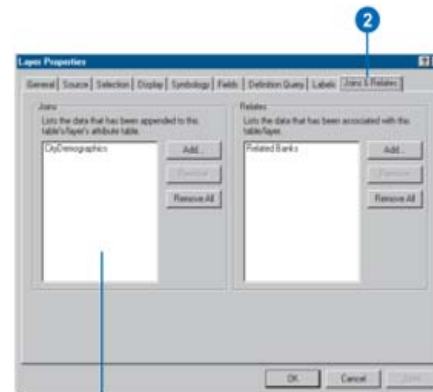 2
Layer Properties
General Source Selection Display Symbology Fields Definition Query Labels Joins & Relates
Joins
Lists the data that has been appended to this
table's/layer's attribute table.
CityDemographics
Add...
Remove
Remove All
Relates
Lists the data that has been associated with this
table/layer.
Related Banks
Add...
Remove
Remove All
OK Cancel Apply